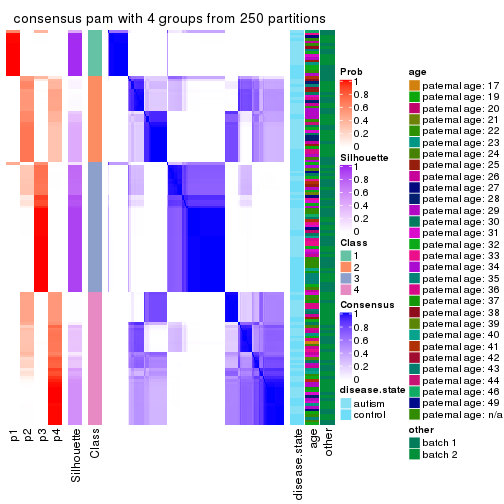 consensus pam with 4 groups from 250 partitions
Prob
1
0.8
0.6
0.4
0.2
0
Silhouette
1
0.8
0.6
0.4
0.2
0
Class
1
2
3
4
Consensus
1
0.8
0.6
0.4
0.2
0
disease.state
autism
control
age
paternal age: 17
paternal age: 19
paternal age: 20
paternal age: 21
paternal age: 22
paternal age: 23
paternal age: 24
paternal age: 25
paternal age: 26
paternal age: 27
paternal age: 28
paternal age: 29
paternal age: 30
paternal age: 31
paternal age: 32
paternal age: 33
paternal age: 34
paternal age: 35
paternal age: 36
paternal age: 37
paternal age: 38
paternal age: 39
paternal age: 40
paternal age: 41
paternal age: 42
paternal age: 43
paternal age: 44
paternal age: 46
paternal age: 49
paternal age: n/a
other
batch 1
batch 2
p1
p2
p3
p4
Silhouette
Class
disease.state
age
other